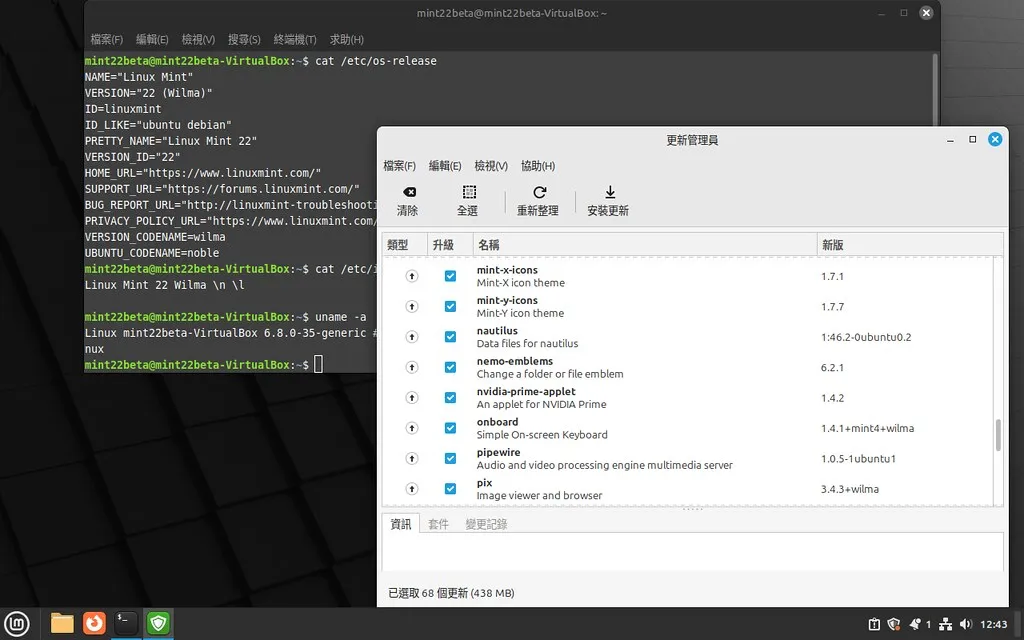 mint22beta@mint22beta-VirtualBox: ~
檔案(F) 編輯(E) 檢視(V) 搜尋(S) 終端機(T) 求助(H)
mint22beta@mint22beta-VirtualBox:~$ cat /etc/os-release
NAME="Linux Mint"
VERSION="22 (Wilma)"
ID=linuxmint
ID_LIKE="ubuntu debian"
PRETTY_NAME="Linux Mint 22"
VERSION_ID="22"
HOME_URL="https://www.linuxmint.com/"
SUPPORT_URL="https://forums.linuxmint.com/"
BUG_REPORT_URL="http://linuxmint-troubleshooti
PRIVACY_POLICY_URL="https://www.linuxmint.com/
VERSION_CODENAME=wilma
UBUNTU_CODENAME=noble
mint22beta@mint22beta-VirtualBox:~$ cat /etc/i
Linux Mint 22 Wilma \n \l
mint22beta@mint22beta-VirtualBox:~$ uname -a
Linux mint22beta-VirtualBox 6.8.0-35-generic #
nux
mint22beta@mint22beta-VirtualBox:~$
更新管理員
檔案(F) 編輯(E) 檢視(V) 協助(H)
清除 全選 重新整理 安裝更新
類型 升級 名稱 新版
mint-x-icons 1.7.1
Mint-X icon theme
mint-y-icons 1.7.7
Mint-Y icon theme
nautilus 1:46.2-0ubuntu0.2
Data files for nautilus
nemo-emblems 6.2.1
Change a folder or file emblem
nvidia-prime-applet 1.4.2
An applet for NVIDIA Prime
onboard 1.4.1+mint4+wilma
Simple On-screen Keyboard
pipewire 1.0.5-1ubuntu1
Audio and video processing engine multimedia server
pix 3.4.3+wilma
Image viewer and browser
資訊 套件 變更記錄
已選取 68 個更新 (438 MB)
1 12:43